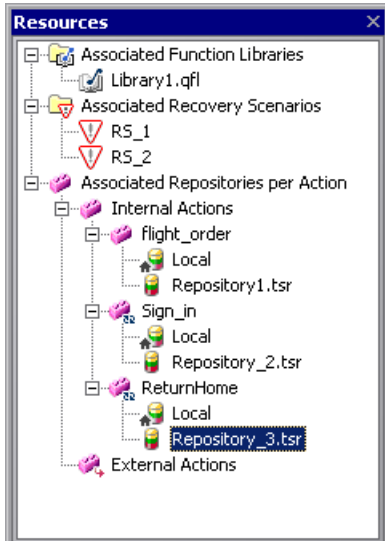 Resources
Associated Function Libraries
Library1.qfl
Associated Recovery Scenarios
RS_1
RS_2
Associated Repositories per Action
Internal Actions
flight_order
Local
Repository1.tsr
Sign_in
Local
Repository_2.tsr
ReturnHome
Local
Repository_3.tsr
External Actions